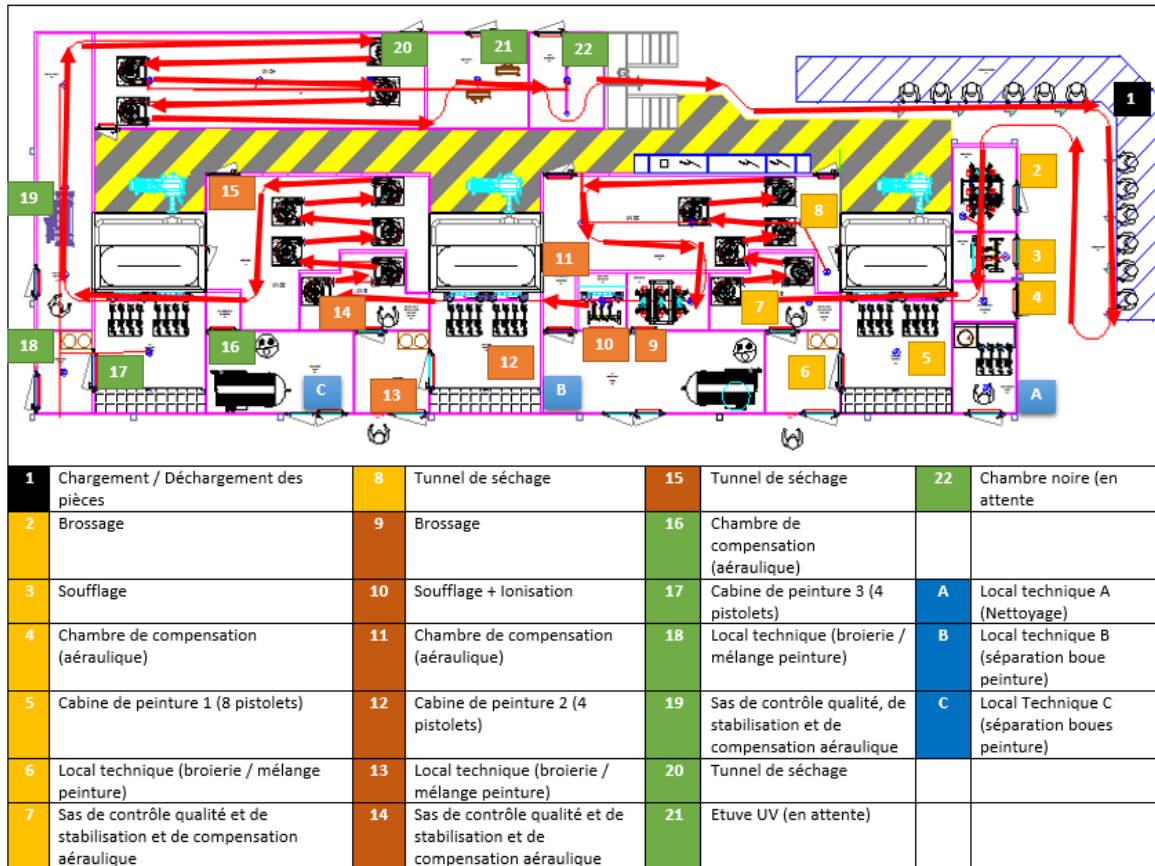 20
21
22
1
2
3
4
5
6
7
8
9
10
11
12
13
14
15
16
17
18
19
A
B
C
1 Chargement / Déchargement des
pièces
8 Tunnel de séchage
15 Tunnel de séchage
22 Chambre noire (en
attente
2 Brossage
9 Brossage
16 Chambre de
compensation
(aéraulique)
3 Soufflage
10 Soufflage + Ionisation
17 Cabine de peinture 3 (4
pistolets)
A Local technique A
(Nettoyage)
4 Chambre de compensation
(aéraulique)
11 Chambre de compensation
(aéraulique)
18 Local technique (broierie /
mélange peinture)
B Local technique B
(séparation boue
peinture)
5 Cabine de peinture 1 (8 pistolets)
12 Cabine de peinture 2 (4
pistolets)
19 Sas de contrôle qualité, de
stabilisation et de
compensation aéraulique
C Local Technique C
(séparation boues
peinture)
6 Local technique (broierie / mélange
peinture)
13 Local technique (broierie /
mélange peinture)
20 Tunnel de séchage
7 Sas de contrôle qualité et de
stabilisation et de compensation
aéraulique
14 Sas de contrôle qualité et de
stabilisation et de
compensation aéraulique
21 Etuve UV (en attente)